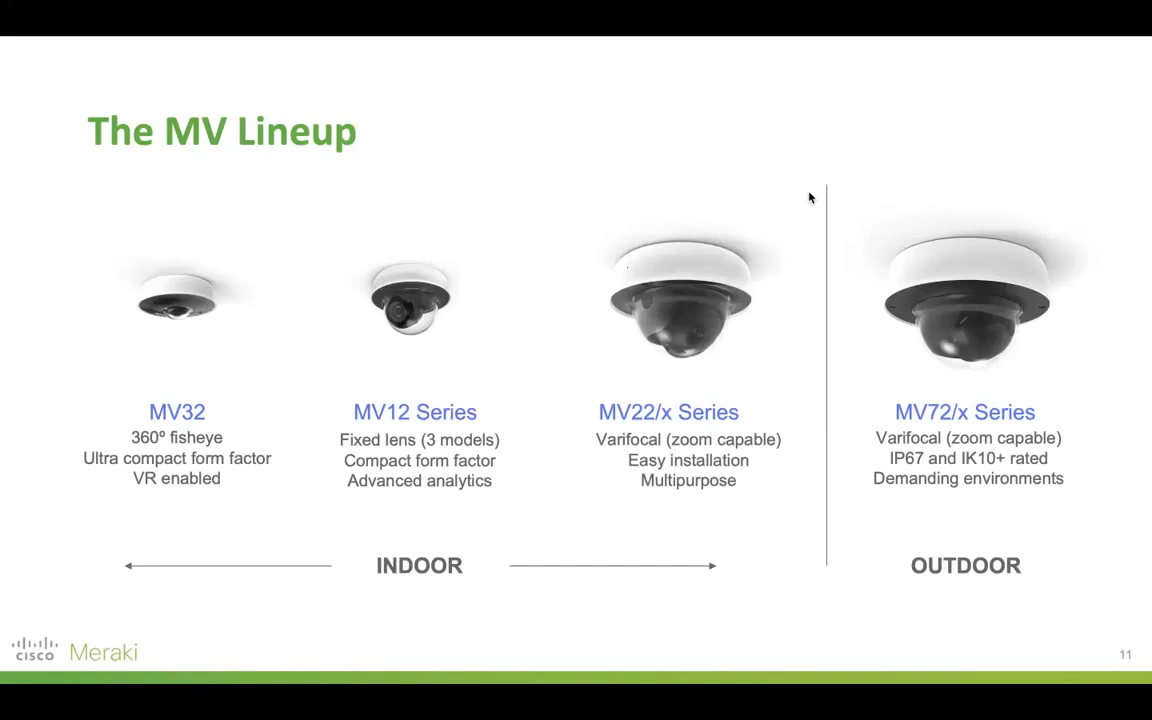 The MV Lineup
MV32
360º fisheye
Ultra compact form factor
VR enabled
MV12 Series
Fixed lens (3 models)
Compact form factor
Advanced analytics
MV22/x Series
Varifocal (zoom capable)
Easy installation
Multipurpose
MV72/x Series
Varifocal (zoom capable)
IP67 and IK10+ rated
Demanding environments
INDOOR
OUTDOOR
CISCO Meraki
11